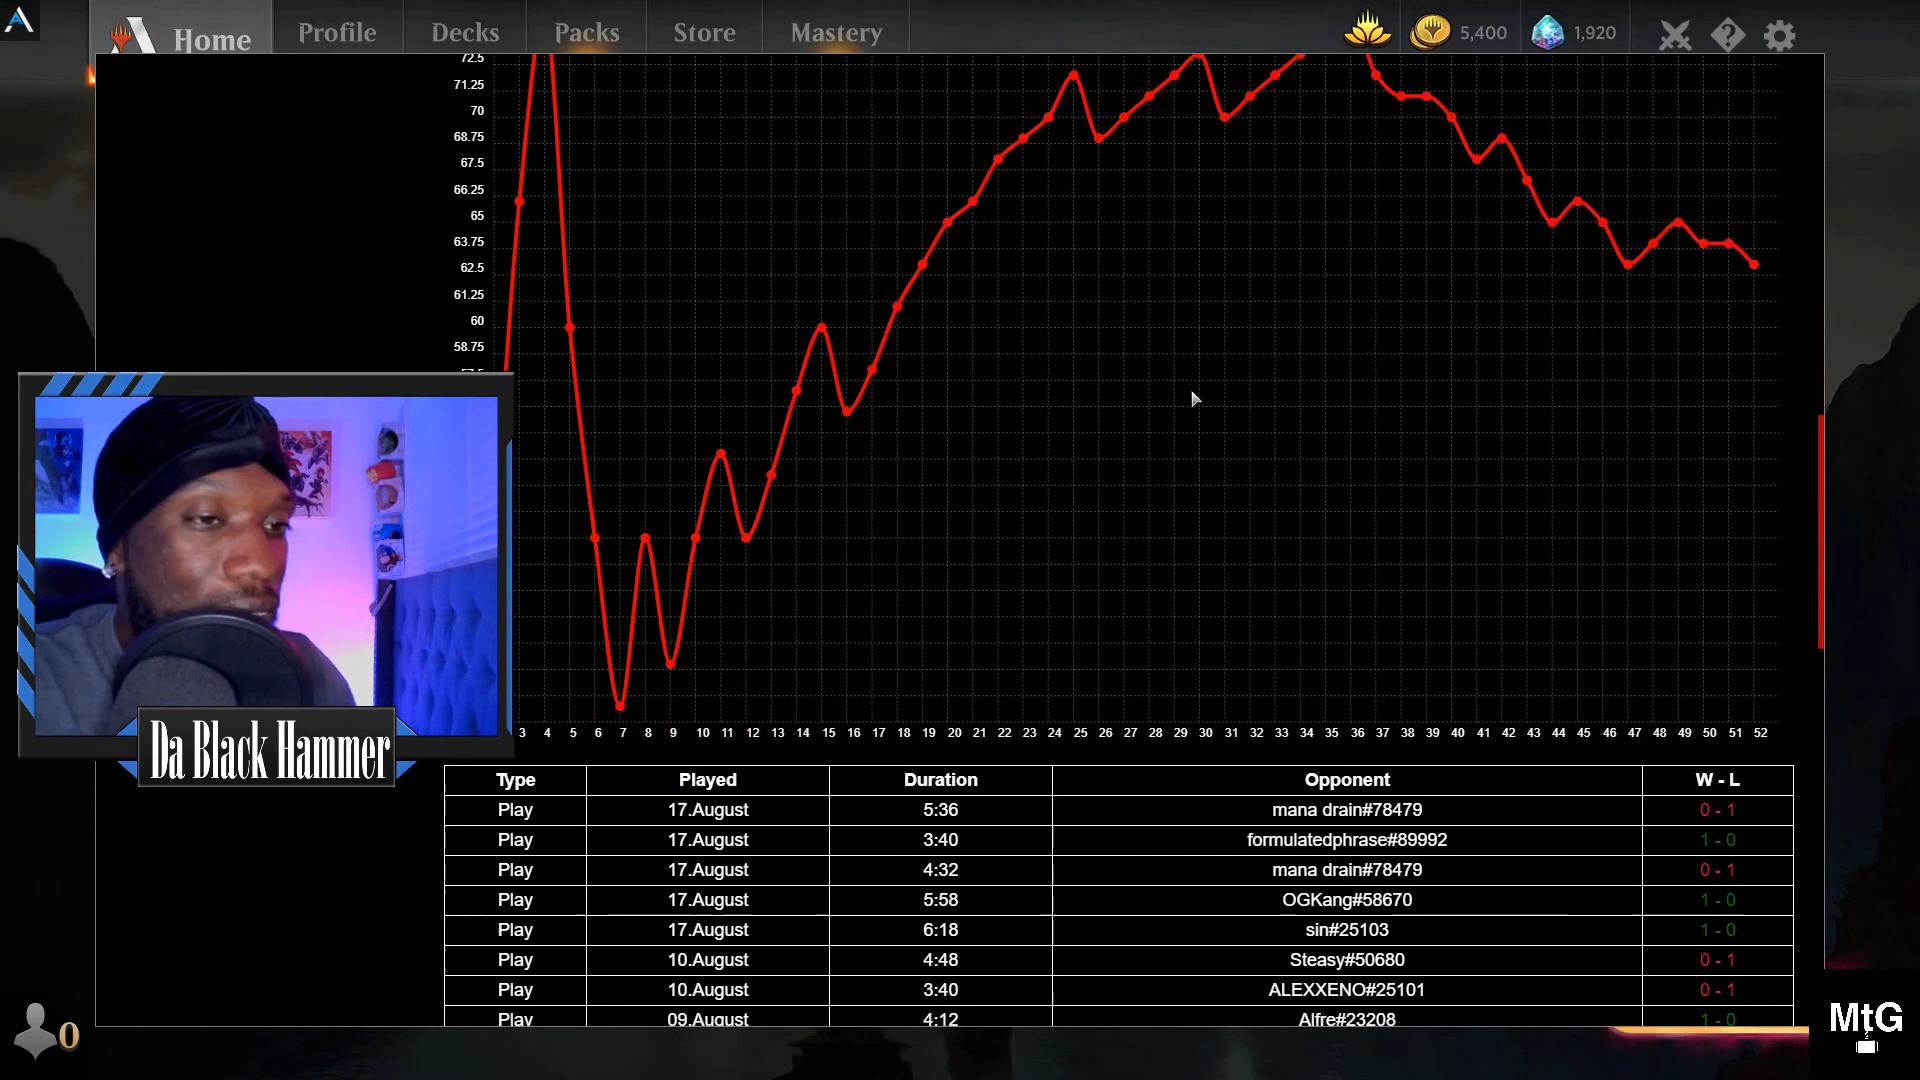 Home Profile Decks Packs Store Mastery 5,400 1,920
72.5
71.25
70
68.75
67.5
66.25
65
63.75
62.5
61.25
60
58.75
3 4 5 6 7 8 9 10 11 12 13 14 15 16 17 18 19 20 21 22 23 24 25 26 27 28 29 30 31 32 33 34 35 36 37 38 39 40 41 42 43 44 45 46 47 48 49 50 51 52
Da Black Hammer
Type Played Duration Opponent W - L
Play 17.August 5:36 mana drain#78479 0 - 1
Play 17.August 3:40 formulatedphrase#89992 1 - 0
Play 17.August 4:32 mana drain#78479 0 - 1
Play 17.August 5:58 OGKang#58670 1 - 0
Play 17.August 6:18 sin#25103 1 - 0
Play 10.August 4:48 Steasy#50680 0 - 1
Play 10.August 3:40 ALEXXENO#25101 0 - 1
Play 09.August 4:12 Alfre#23208 1 - 0
0
MtG